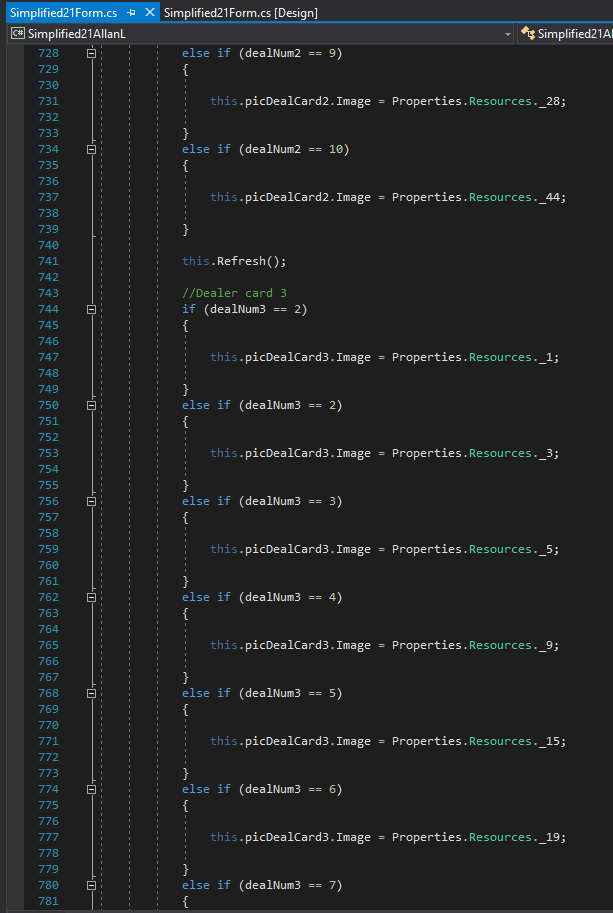 Simplified21Form.cs Simplified21Form.cs [Design]
C# Simplified21AllanL Simplified21Al
728 else if (dealNum2 == 9)
729 {
730
731 this.picDealCard2.Image = Properties.Resources._28;
732
733 }
734 else if (dealNum2 == 10)
735 {
736
737 this.picDealCard2.Image = Properties.Resources._44;
738
739 }
740
741 this.Refresh();
742
743 //Dealer card 3
744 if (dealNum3 == 2)
745 {
746
747 this.picDealCard3.Image = Properties.Resources._1;
748
749 }
750 else if (dealNum3 == 2)
751 {
752
753 this.picDealCard3.Image = Properties.Resources._3;
754
755 }
756 else if (dealNum3 == 3)
757 {
758
759 this.picDealCard3.Image = Properties.Resources._5;
760
761 }
762 else if (dealNum3 == 4)
763 {
764
765 this.picDealCard3.Image = Properties.Resources._9;
766
767 }
768 else if (dealNum3 == 5)
769 {
770
771 this.picDealCard3.Image = Properties.Resources._15;
772
773 }
774 else if (dealNum3 == 6)
775 {
776
777 this.picDealCard3.Image = Properties.Resources._19;
778
779 }
780 else if (dealNum3 == 7)
781 {